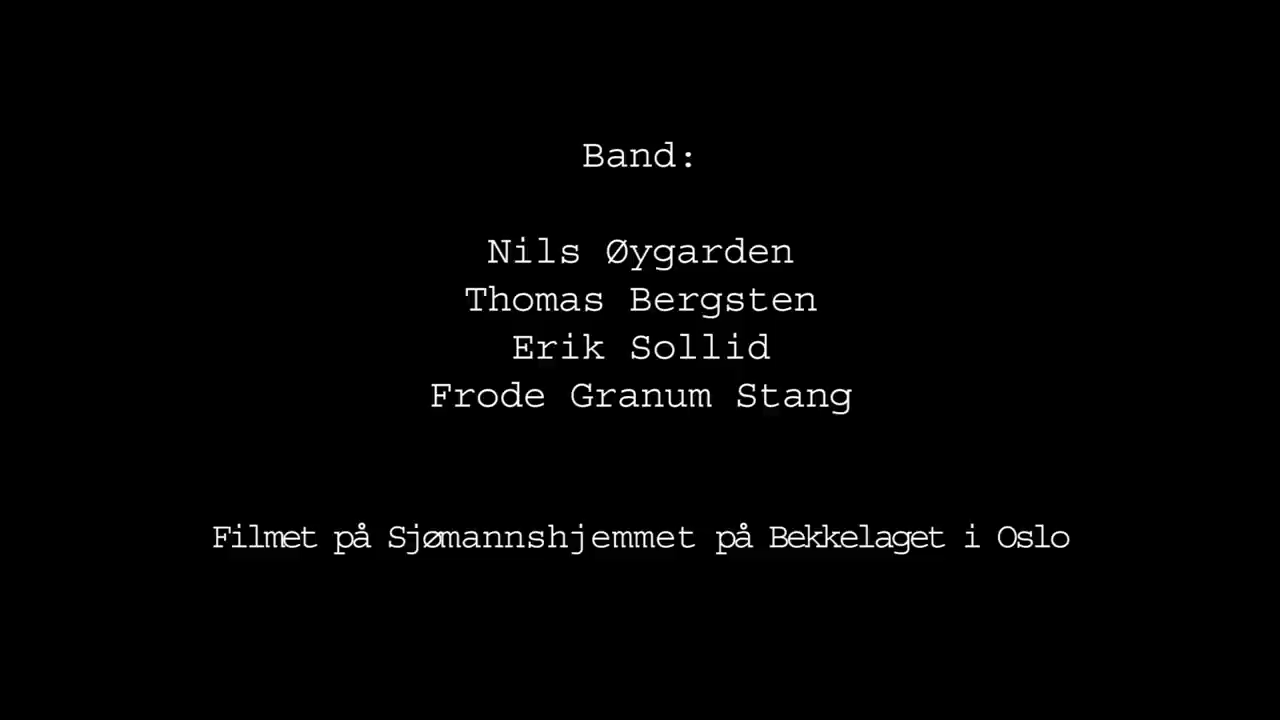 Band:
Nils Øygarden
Thomas Bergsten
Erik Sollid
Frode Granum Stang
Filmet på Sjømannshjemmet på Bekkelaget i Oslo